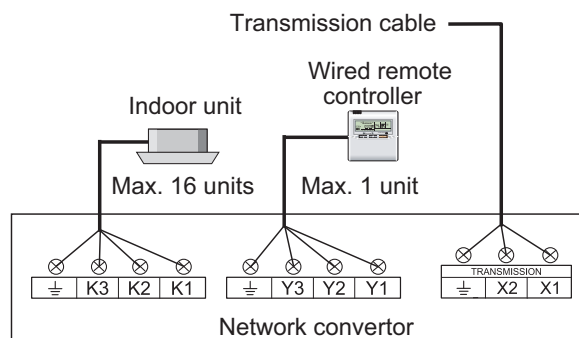 Transmission cable
Wired remote
controller
Indoor unit
Max. 16 units
Max. 1 unit
K3 K2 K1
Y3 Y2 Y1
TRANSMISSION
X2 X1
Network convertor